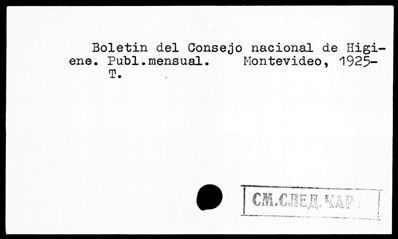 Boletin del Consejo nacional de Higi-
ene. Publ.mensual. Montevideo, 1925-
T.
СМ.СЛЕД.КАР